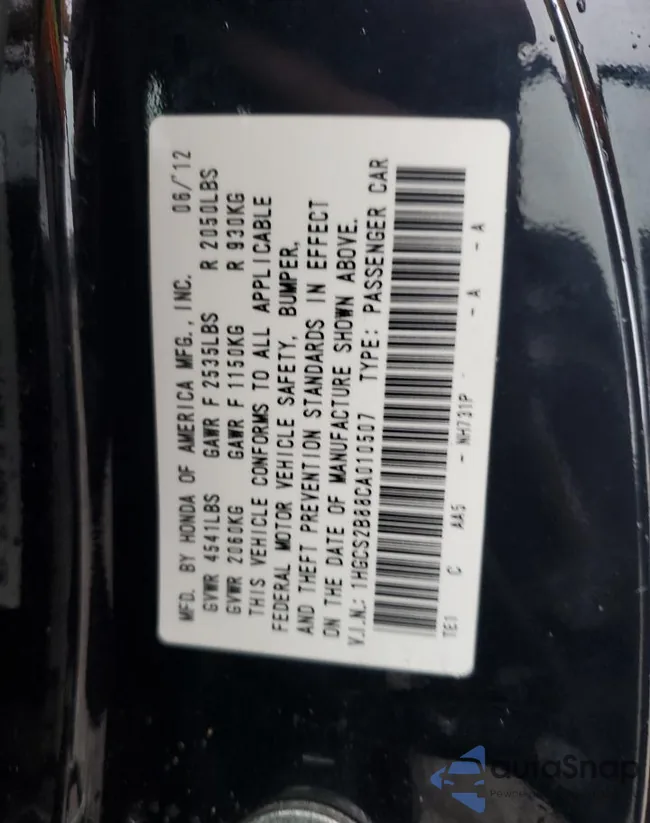 MFD. BY HONDA OF AMERICA MFG., INC. 06/'12
GVWR 4541LBS GAWR F 2535LBS R 2050LBS
GVWR 2060KG GAWR F 1150KG R 930KG
THIS VEHICLE CONFORMS TO ALL APPLICABLE
FEDERAL MOTOR VEHICLE SAFETY, BUMPER,
AND THEFT PREVENTION STANDARDS IN EFFECT
ON THE DATE OF MANUFACTURE SHOWN ABOVE.
V.I.N.: 1HGCS2B88CA010507 TYPE: PASSENGER CAR
TE1 C AA5 - NH731P - A - A
autoSnap